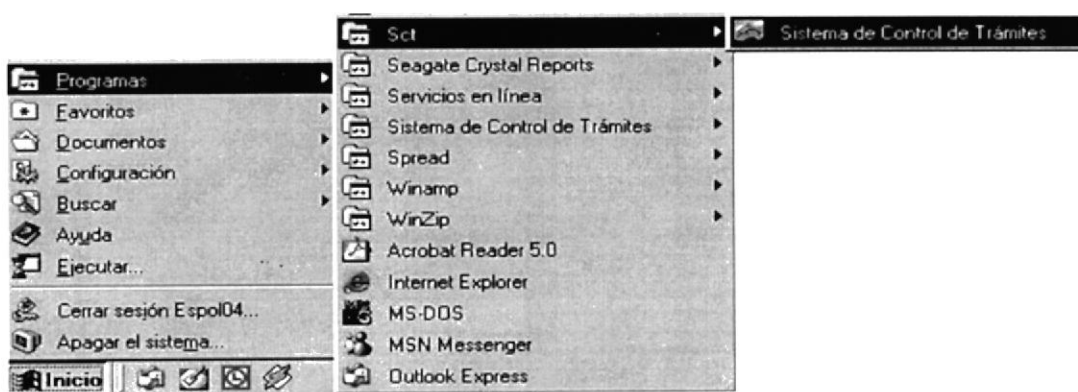 Programas
Favoritos
Documentos
Configuración
Buscar
Ayuda
Ejecutar...
Cerrar sesión Espol04...
Apagar el sistema...
Inicio
Sct
Seagate Crystal Reports
Servicios en línea
Sistema de Control de Trámites
Spread
Winamp
WinZip
Acrobat Reader 5.0
Internet Explorer
MS-DOS
MSN Messenger
Outlook Express
Sistema de Control de Trámites